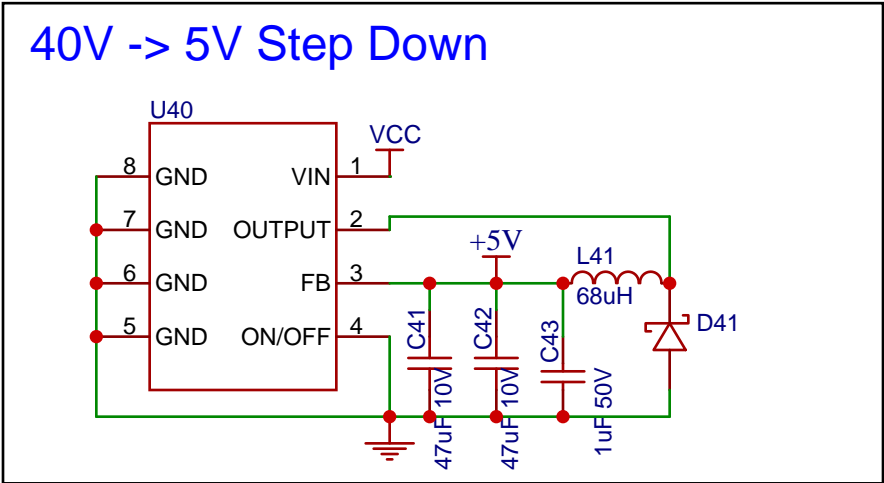 40V -> 5V Step Down
U40
VCC
8 GND VIN 1
7 GND OUTPUT 2
+5V
L41
6 GND FB 3
68uH
D41
5 GND ON/OFF 4
C41
C42
C43
47uF 10V
47uF 10V
1uF 50V